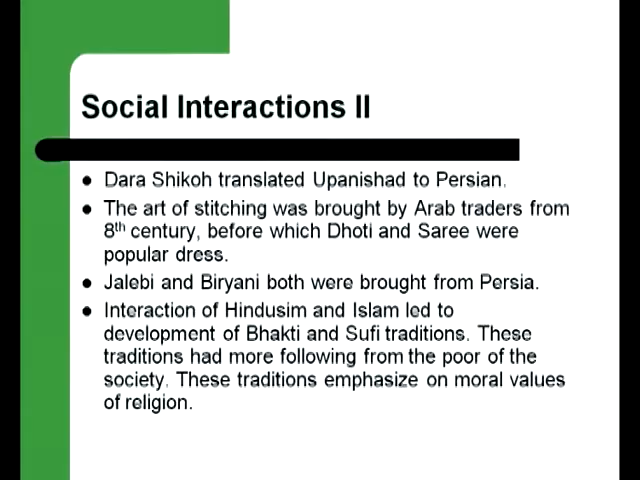 Social Interactions II
Dara Shikoh translated Upanishad to Persian.
The art of stitching was brought by Arab traders from
8th century, before which Dhoti and Saree were
popular dress.
Jalebi and Biryani both were brought from Persia.
Interaction of Hindusim and Islam led to
development of Bhakti and Sufi traditions. These
traditions had more following from the poor of the
society. These traditions emphasize on moral values
of religion.